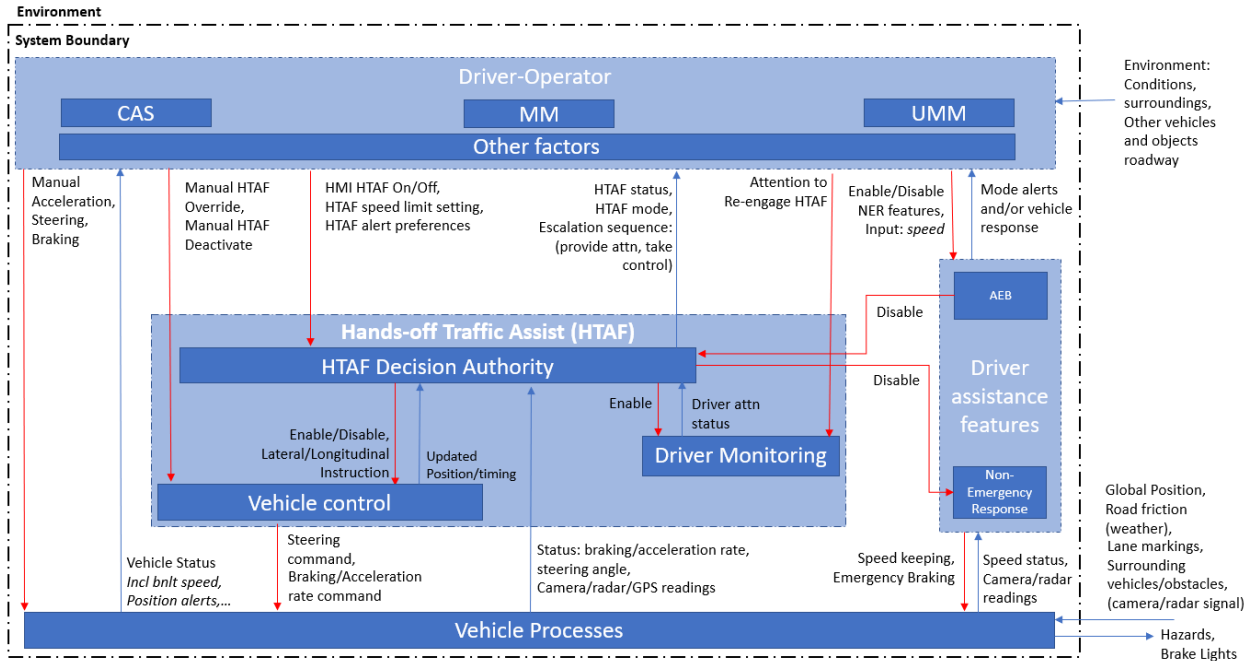 Environment
System Boundary
Driver-Operator
CAS
MM
UMM
Other factors
Environment:
Conditions,
surroundings,
Other vehicles
and objects
roadway
Manual
Acceleration,
Steering,
Braking
Manual HTAF
Override,
Manual HTAF
Deactivate
HMI HTAF On/Off,
HTAF speed limit setting,
HTAF alert preferences
HTAF status,
HTAF mode,
Escalation sequence:
(provide attn, take
control)
Attention to
Re-engage HTAF
Enable/Disable
NER features,
Input: speed
Mode alerts
and/or vehicle
response
AEB
Disable
Hands-off Traffic Assist (HTAF)
HTAF Decision Authority
Disable
Driver
assistance
features
Enable
Driver attn
status
Enable/Disable,
Lateral/Longitudinal
Instruction
Updated
Position/timing
Driver Monitoring
Vehicle control
Non-
Emergency
Response
Global Position,
Road friction
(weather),
Lane markings,
Surrounding
vehicles/obstacles,
(camera/radar signal)
Vehicle Status
Incl bnlt speed,
Position alerts,...
Steering
command,
Braking/Acceleration
rate command
Status: braking/acceleration rate,
steering angle,
Camera/radar/GPS readings
Speed keeping,
Emergency Braking
Speed status,
Camera/radar
readings
Vehicle Processes
Hazards,
Brake Lights